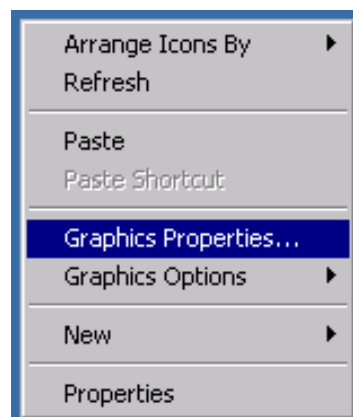 Arrange Icons By
Refresh
Paste
Paste Shortcut
Graphics Properties...
Graphics Options
New
Properties